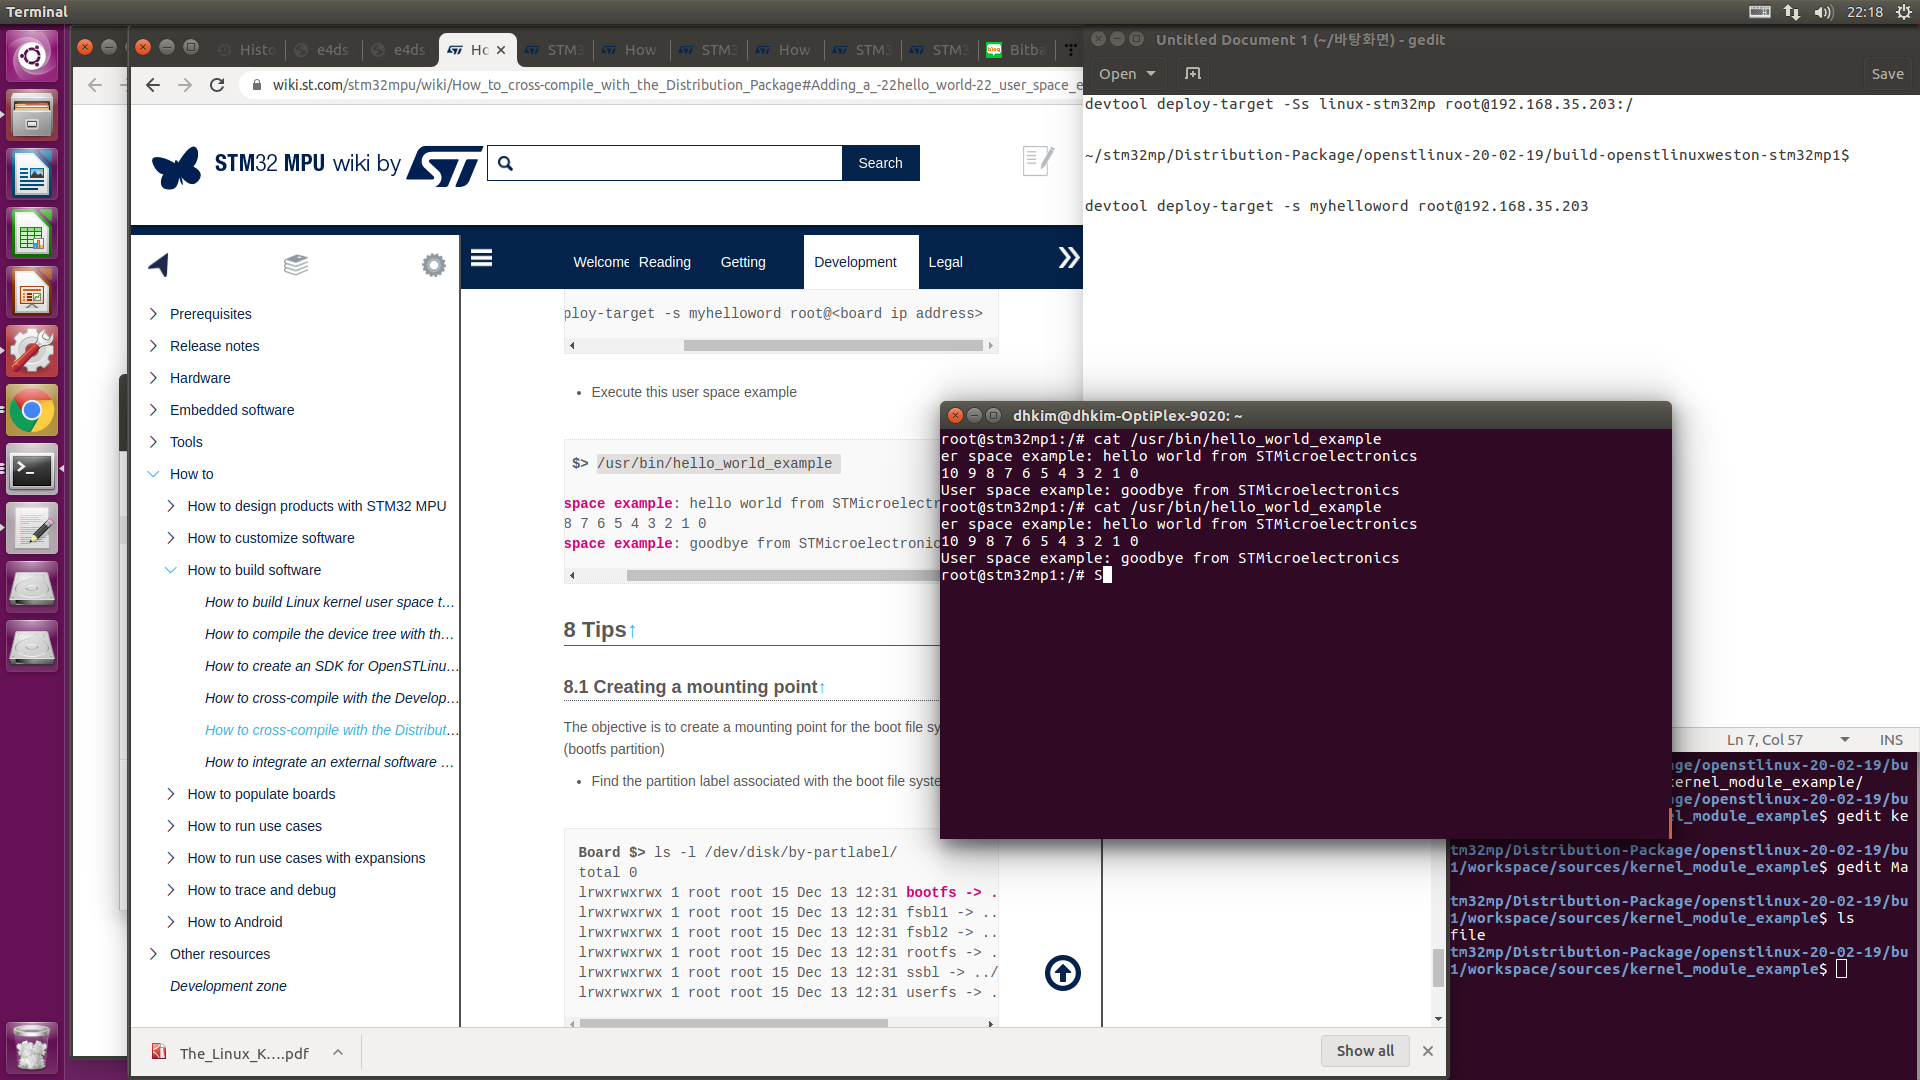 Terminal
22:18
Histo
e4ds
e4ds
Ho
STM3
How
STM3
How
STM3
STM3
Bitba
wiki.st.com/stm32mpu/wiki/How_to_cross-compile_with_the_Distribution_Package#Adding_a_-22hello_world-22_user_space_e
STM32 MPU wiki by ST
Search
Welcome
Reading
Getting
Development
Legal
Prerequisites
Release notes
Hardware
Embedded software
Tools
How to
How to design products with STM32 MPU
How to customize software
How to build software
How to build Linux kernel user space t…
How to compile the device tree with th…
How to create an SDK for OpenSTLinu…
How to cross-compile with the Develop…
How to cross-compile with the Distribut…
How to integrate an external software …
How to populate boards
How to run use cases
How to run use cases with expansions
How to trace and debug
How to Android
Other resources
Development zone
ploy-target -s myhelloword root@<board ip address>
• Execute this user space example
$> /usr/bin/hello_world_example
space example: hello world from STMicroelectr
8 7 6 5 4 3 2 1 0
space example: goodbye from STMicroelectronic
8 Tips↑
8.1 Creating a mounting point↑
The objective is to create a mounting point for the boot file sy
(bootfs partition)
• Find the partition label associated with the boot file syste
Board $> ls -l /dev/disk/by-partlabel/
total 0
lrwxrwxrwx 1 root root 15 Dec 13 12:31 bootfs -> .
lrwxrwxrwx 1 root root 15 Dec 13 12:31 fsbl1 -> ..
lrwxrwxrwx 1 root root 15 Dec 13 12:31 fsbl2 -> ..
lrwxrwxrwx 1 root root 15 Dec 13 12:31 rootfs -> .
lrwxrwxrwx 1 root root 15 Dec 13 12:31 ssbl -> ../
lrwxrwxrwx 1 root root 15 Dec 13 12:31 userfs -> .
The_Linux_K....pdf
Show all
Untitled Document 1 (~/바탕화면) - gedit
Open
Save
devtool deploy-target -Ss linux-stm32mp root@192.168.35.203:/
~/stm32mp/Distribution-Package/openstlinux-20-02-19/build-openstlinuxweston-stm32mp1$
devtool deploy-target -s myhelloword root@192.168.35.203
Ln 7, Col 57
INS
dhkim@dhkim-OptiPlex-9020: ~
root@stm32mp1:/# cat /usr/bin/hello_world_example
er space example: hello world from STMicroelectronics
10 9 8 7 6 5 4 3 2 1 0
User space example: goodbye from STMicroelectronics
root@stm32mp1:/# cat /usr/bin/hello_world_example
er space example: hello world from STMicroelectronics
10 9 8 7 6 5 4 3 2 1 0
User space example: goodbye from STMicroelectronics
root@stm32mp1:/# S
age/openstlinux-20-02-19/bu
kernel_module_example/
age/openstlinux-20-02-19/bu
el_module_example$ gedit ke
tm32mp/Distribution-Package/openstlinux-20-02-19/bu
1/workspace/sources/kernel_module_example$ gedit Ma
tm32mp/Distribution-Package/openstlinux-20-02-19/bu
1/workspace/sources/kernel_module_example$ ls
file
tm32mp/Distribution-Package/openstlinux-20-02-19/bu
1/workspace/sources/kernel_module_example$